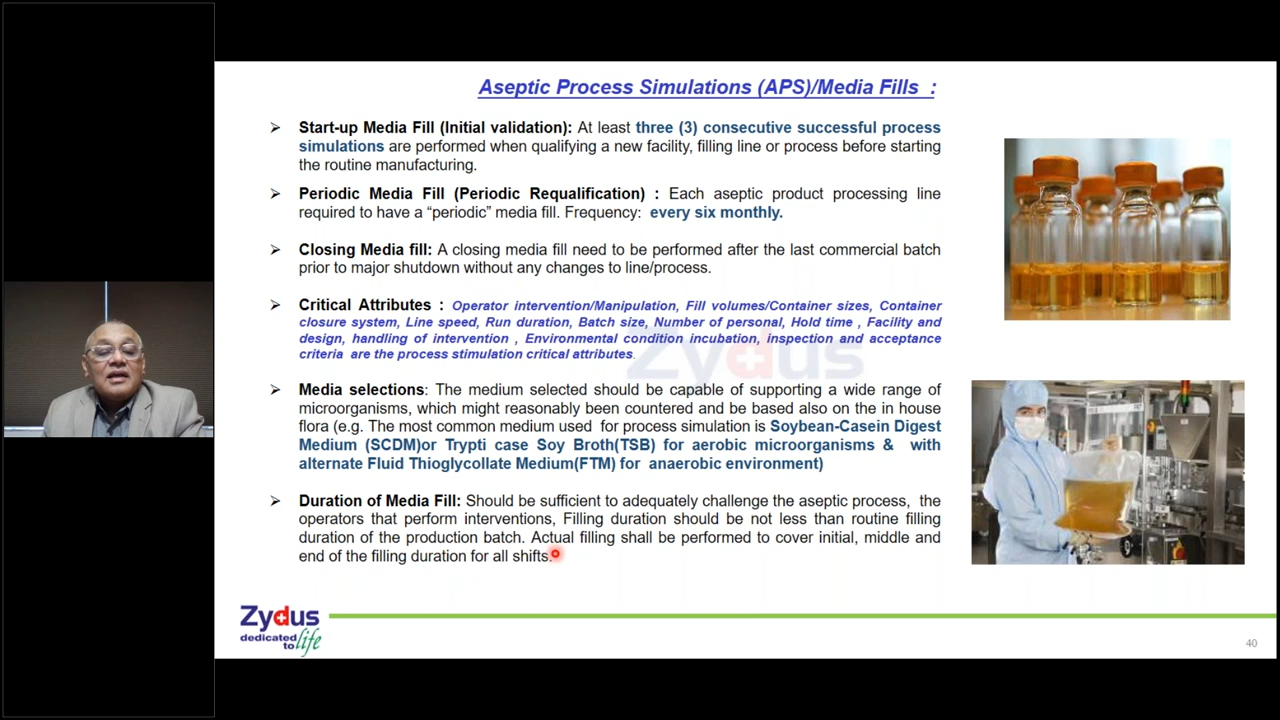 Aseptic Process Simulations (APS)/Media Fills :
➢ Start-up Media Fill (Initial validation): At least three (3) consecutive successful process
simulations are performed when qualifying a new facility, filling line or process before starting
the routine manufacturing.
➢ Periodic Media Fill (Periodic Requalification) : Each aseptic product processing line
required to have a “periodic” media fill. Frequency: every six monthly.
➢ Closing Media fill: A closing media fill need to be performed after the last commercial batch
prior to major shutdown without any changes to line/process.
➢ Critical Attributes : Operator intervention/Manipulation, Fill volumes/Container sizes, Container
closure system, Line speed, Run duration, Batch size, Number of personal, Hold time , Facility and
design, handling of intervention , Environmental condition incubation, inspection and acceptance
criteria are the process stimulation critical attributes.
Zydus
➢ Media selections: The medium selected should be capable of supporting a wide range of
microorganisms, which might reasonably been countered and be based also on the in house
flora (e.g. The most common medium used for process simulation is Soybean-Casein Digest
Medium (SCDM)or Trypti case Soy Broth(TSB) for aerobic microorganisms & with
alternate Fluid Thioglycollate Medium(FTM) for anaerobic environment)
➢ Duration of Media Fill: Should be sufficient to adequately challenge the aseptic process, the
operators that perform interventions, Filling duration should be not less than routine filling
duration of the production batch. Actual filling shall be performed to cover initial, middle and
end of the filling duration for all shifts.
Zydus
dedicated
to life
40